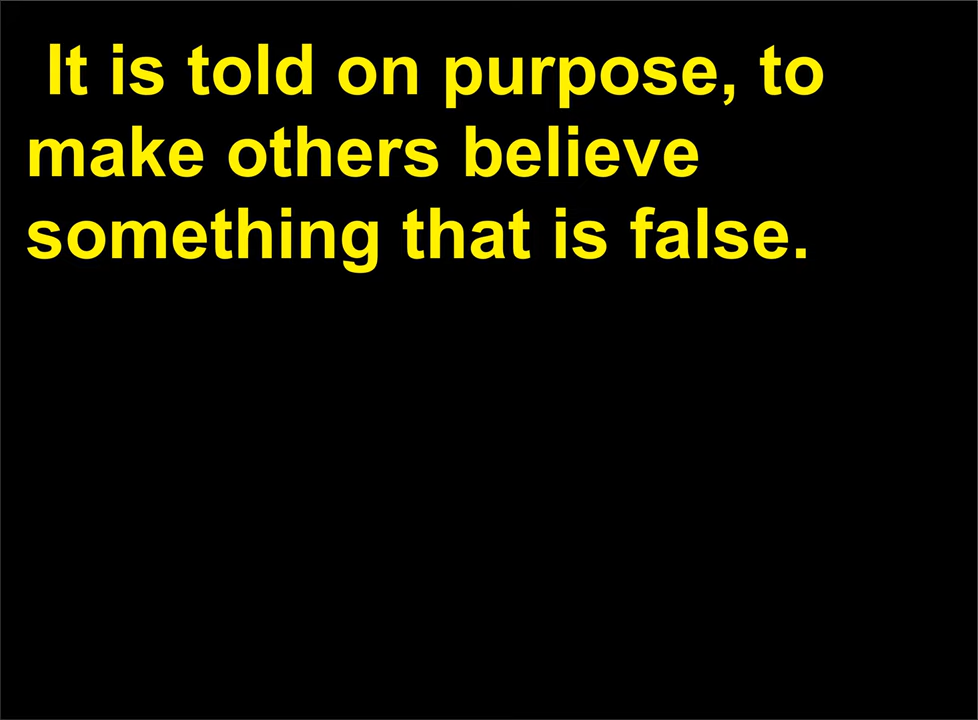 It is told on purpose, to
make others believe
something that is false.